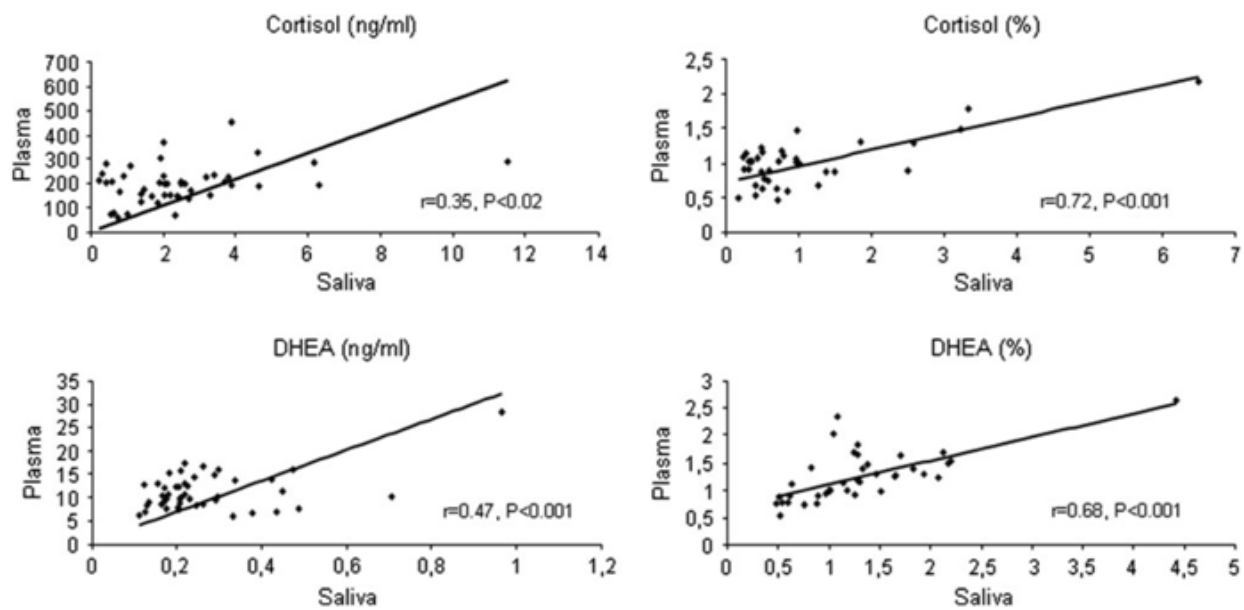 Cortisol (ng/ml)
700
600
500
400
300
200
100
0
Plasma
r=0.35, P<0.02
0 2 4 6 8 10 12 14
Saliva
Cortisol (%)
2,5
2
1,5
1
0,5
0
Plasma
r=0.72, P<0.001
0 1 2 3 4 5 6 7
Saliva
DHEA (ng/ml)
35
30
25
20
15
10
5
0
Plasma
r=0.47, P<0.001
0 0,2 0,4 0,6 0,8 1 1,2
Saliva
DHEA (%)
3
2,5
2
1,5
1
0,5
0
Plasma
r=0.68, P<0.001
0 0,5 1 1,5 2 2,5 3 3,5 4 4,5 5
Saliva